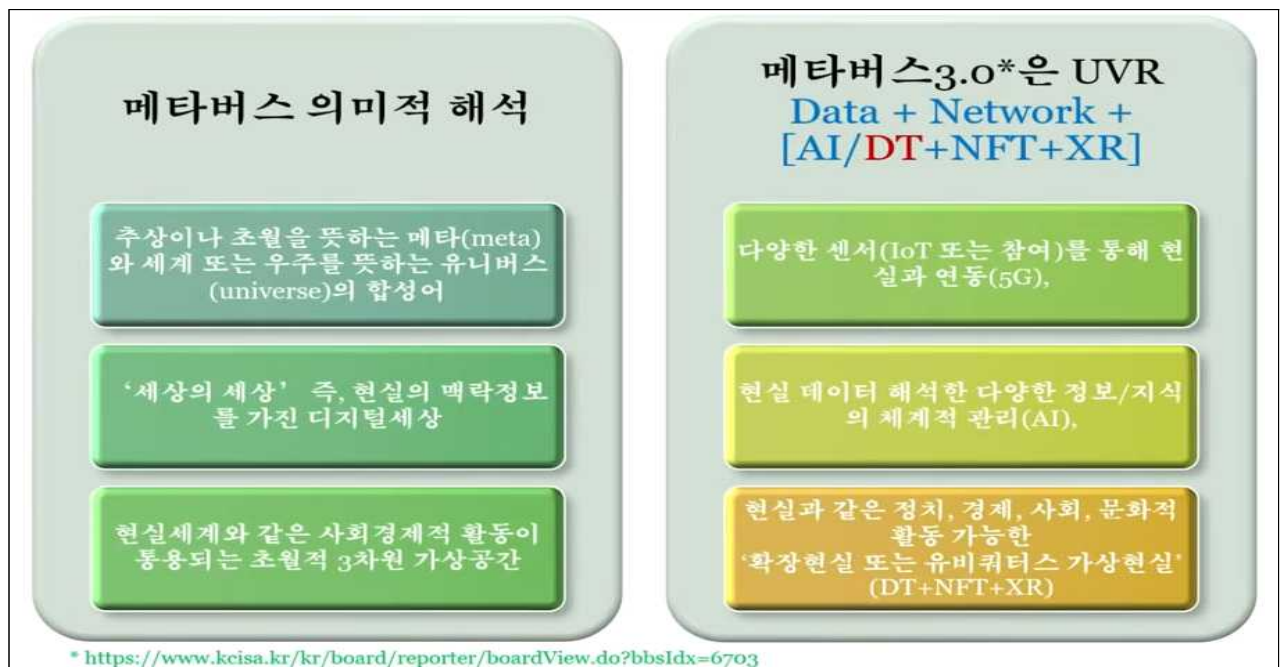 메타버스 의미적 해석
추상이나 초월을 뜻하는 메타(meta)
와 세계 또는 우주를 뜻하는 유니버스
(universe)의 합성어
‘세상의 세상’ 즉, 현실의 맥락정보
를 가진 디지털세상
현실세계와 같은 사회경제적 활동이
통용되는 초월적 3차원 가상공간
메타버스3.0*은 UVR
Data + Network +
[AI/DT+NFT+XR]
다양한 센서(IoT 또는 참여)를 통해 현
실과 연동(5G),
현실 데이터 해석한 다양한 정보/지식
의 체계적 관리(AI),
현실과 같은 정치, 경제, 사회, 문화적
활동 가능한
‘확장현실 또는 유비쿼터스 가상현실’
(DT+NFT+XR)
* https://www.kcisa.kr/kr/board/reporter/boardView.do?bbsIdx=6703